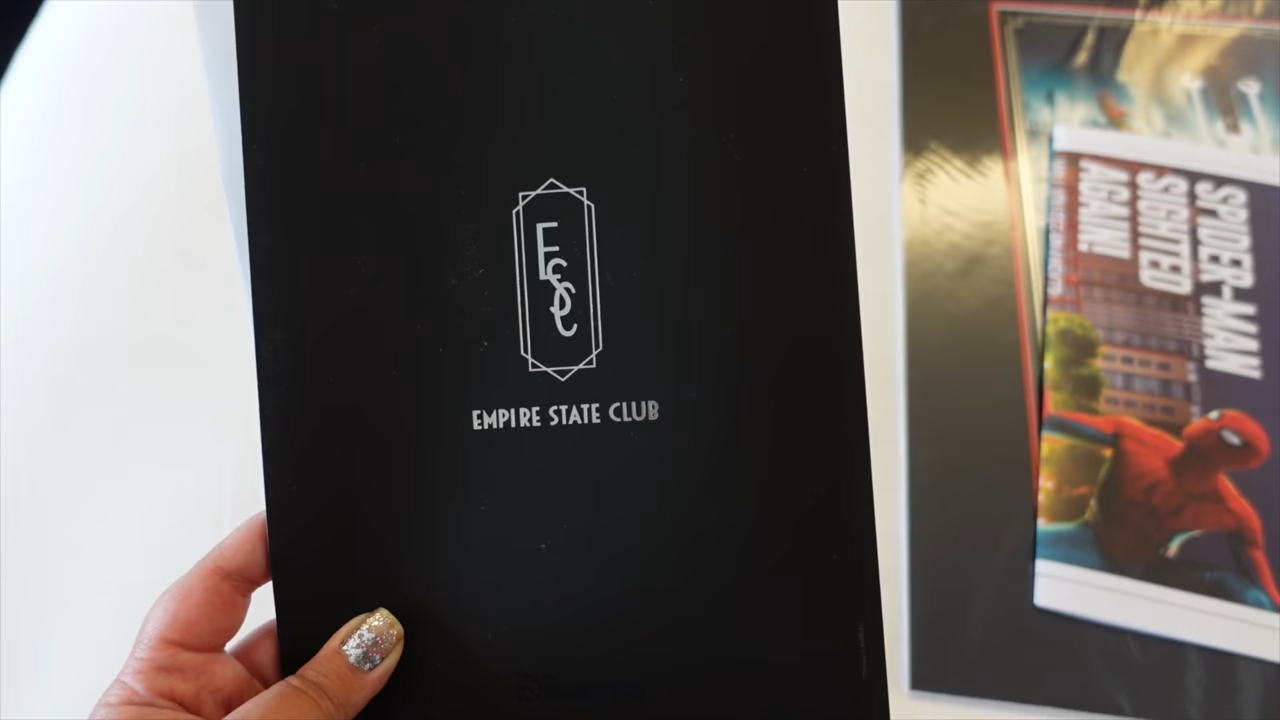 ESC
EMPIRE STATE CLUB
SPIDER-MAN
SIGHTED
AGAIN!